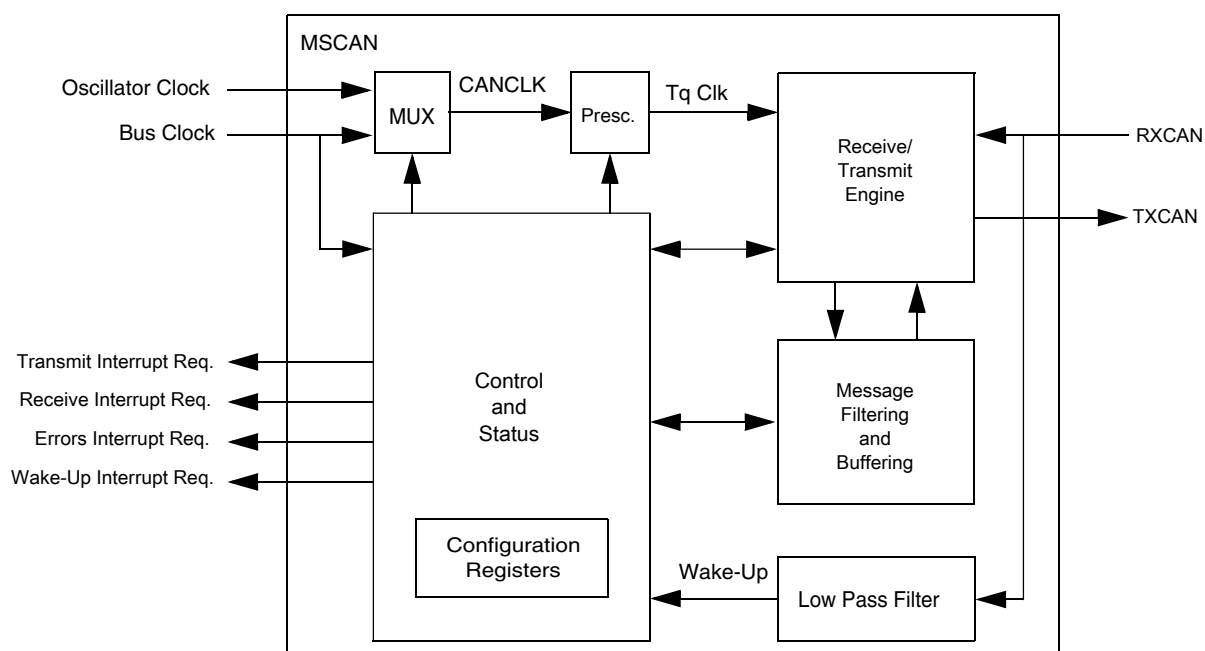 MSCAN
Oscillator Clock
Bus Clock
MUX
CANCLK
Presc.
Tq Clk
Receive/
Transmit
Engine
RXCAN
TXCAN
Transmit Interrupt Req.
Receive Interrupt Req.
Errors Interrupt Req.
Wake-Up Interrupt Req.
Control
and
Status
Message
Filtering
and
Buffering
Configuration
Registers
Wake-Up
Low Pass Filter